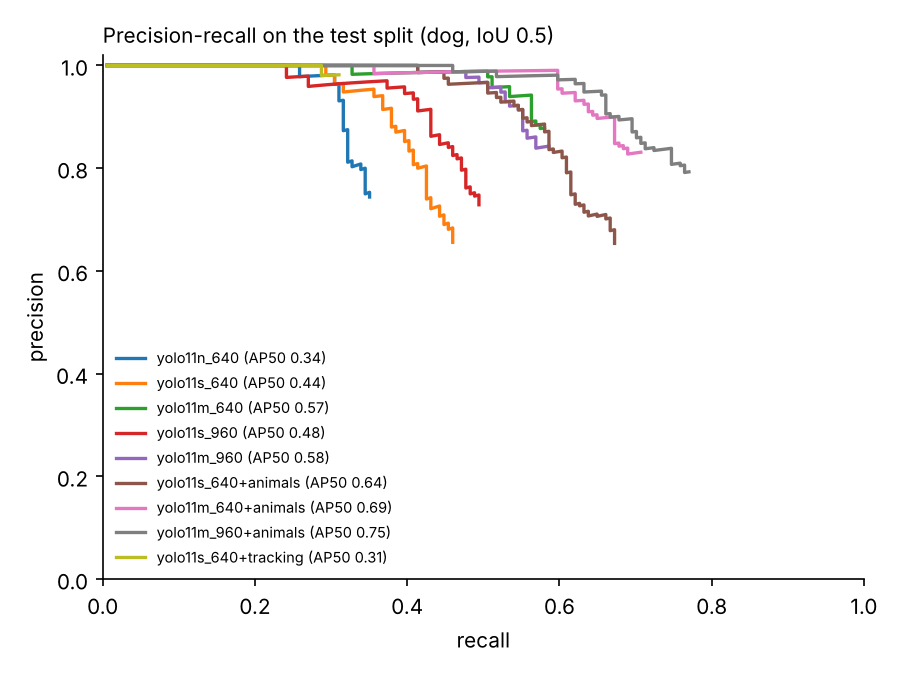 Precision-recall on the test split (dog, IoU 0.5)
1.0
0.8
0.6
0.4
0.2
0.0
precision
yolo11n_640 (AP50 0.34)
yolo11s_640 (AP50 0.44)
yolo11m_640 (AP50 0.57)
yolo11s_960 (AP50 0.48)
yolo11m_960 (AP50 0.58)
yolo11s_640+animals (AP50 0.64)
yolo11m_640+animals (AP50 0.69)
yolo11m_960+animals (AP50 0.75)
yolo11s_640+tracking (AP50 0.31)
0.0 0.2 0.4 0.6 0.8 1.0
recall